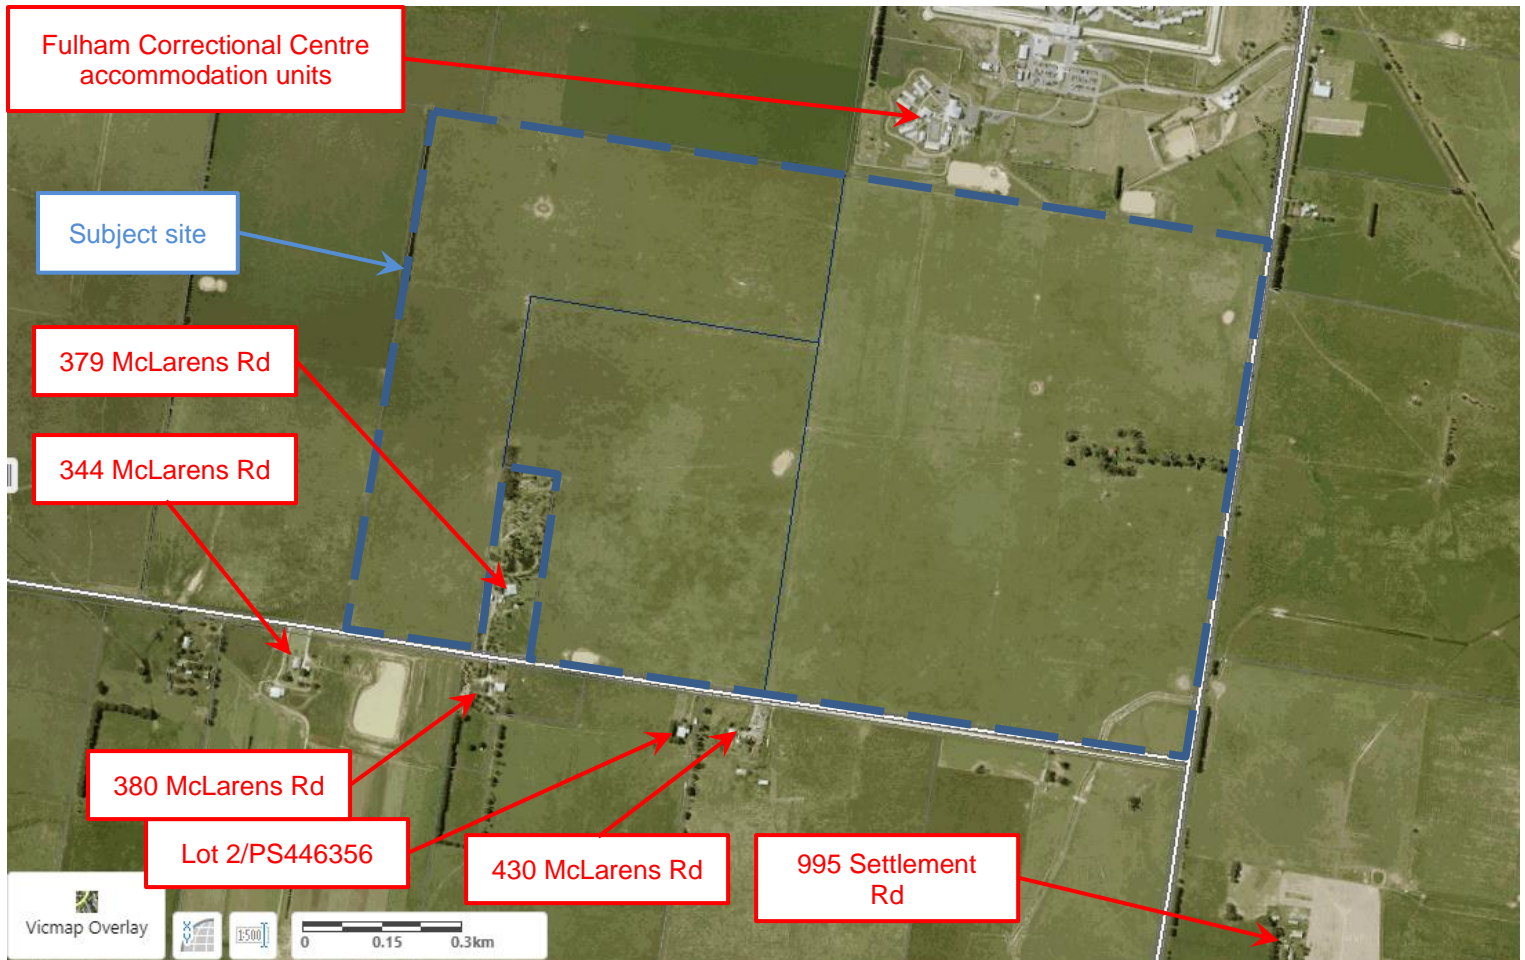 Fulham Correctional Centre
accommodation units
Subject site
379 McLarens Rd
344 McLarens Rd
380 McLarens Rd
Lot 2/PS446356
430 McLarens Rd
995 Settlement
Rd
Vicmap Overlay
X
Y
1:500
0 0.15 0.3km